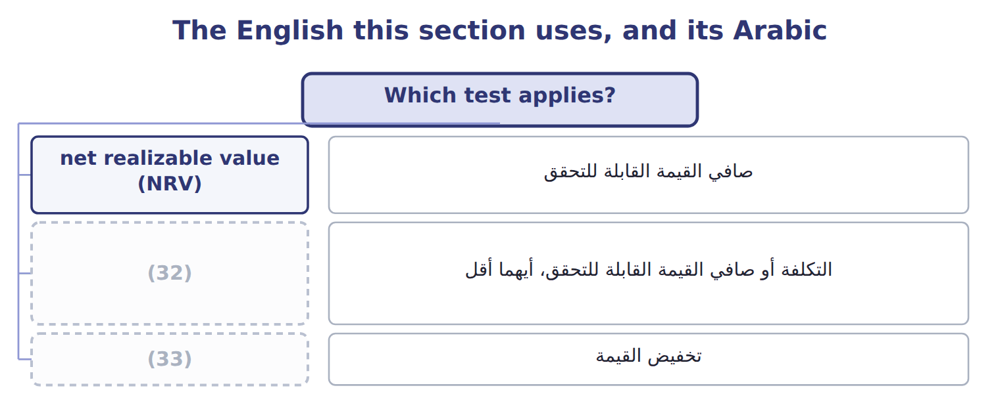 The English this section uses, and its Arabic
Which test applies?
net realizable value
(NRV)
صافي القيمة القابلة للتحقق
(32)
التكلفة أو صافي القيمة القابلة للتحقق، أيهما أقل
(33)
تخفيض القيمة